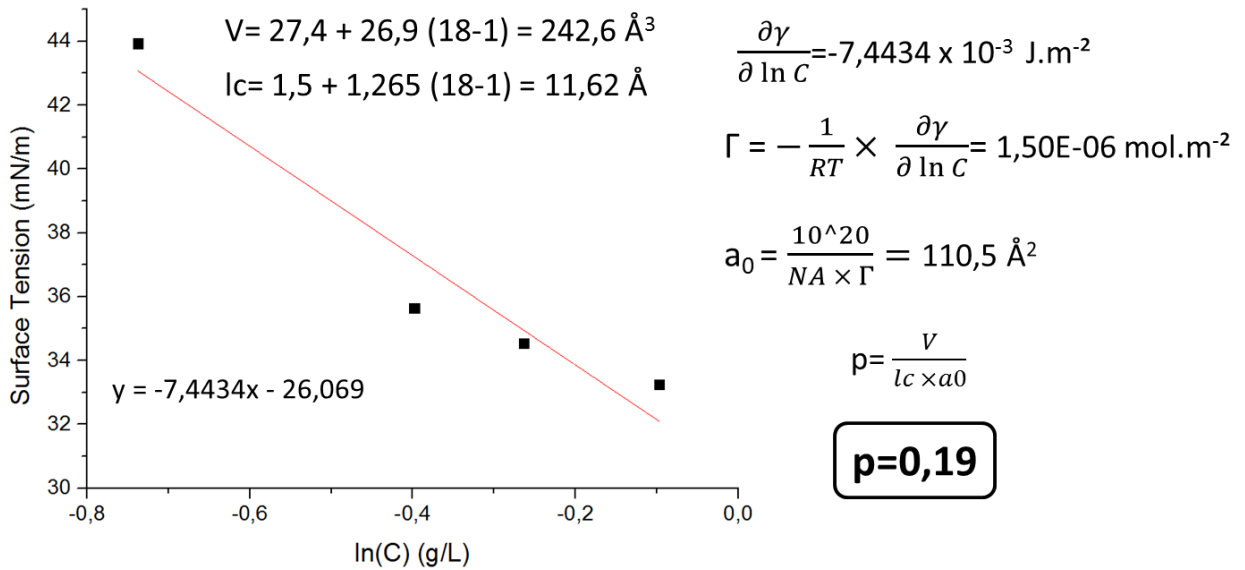 V= 27,4 + 26,9 (18-1) = 242,6 Å³
lc= 1,5 + 1,265 (18-1) = 11,62 Å
y = -7,4434x - 26,069
Surface Tension (mN/m)
44
42
40
38
36
34
32
30
-0,8
-0,6
-0,4
-0,2
0,0
ln(C) (g/L)
∂γ/∂ ln C =-7,4434 x 10⁻³ J.m⁻²
Γ = − 1/RT × ∂γ/∂ ln C = 1,50E-06 mol.m⁻²
a₀ = 10^20/NA × Γ = 110,5 Å²
p= V/lc ×a0
p=0,19